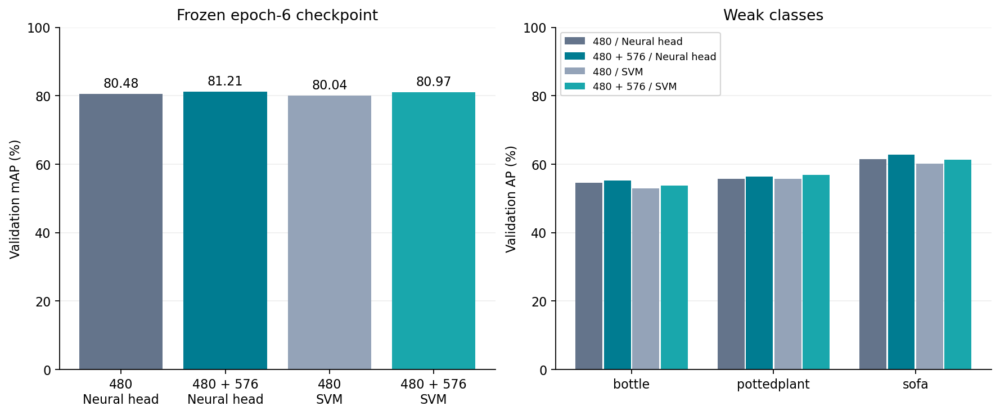 Frozen epoch-6 checkpoint
Validation mAP (%)
100
80
60
40
20
0
80.48
81.21
80.04
80.97
480
Neural head
480 + 576
Neural head
480
SVM
480 + 576
SVM
Weak classes
Validation AP (%)
100
80
60
40
20
0
480 / Neural head
480 + 576 / Neural head
480 / SVM
480 + 576 / SVM
bottle
pottedplant
sofa